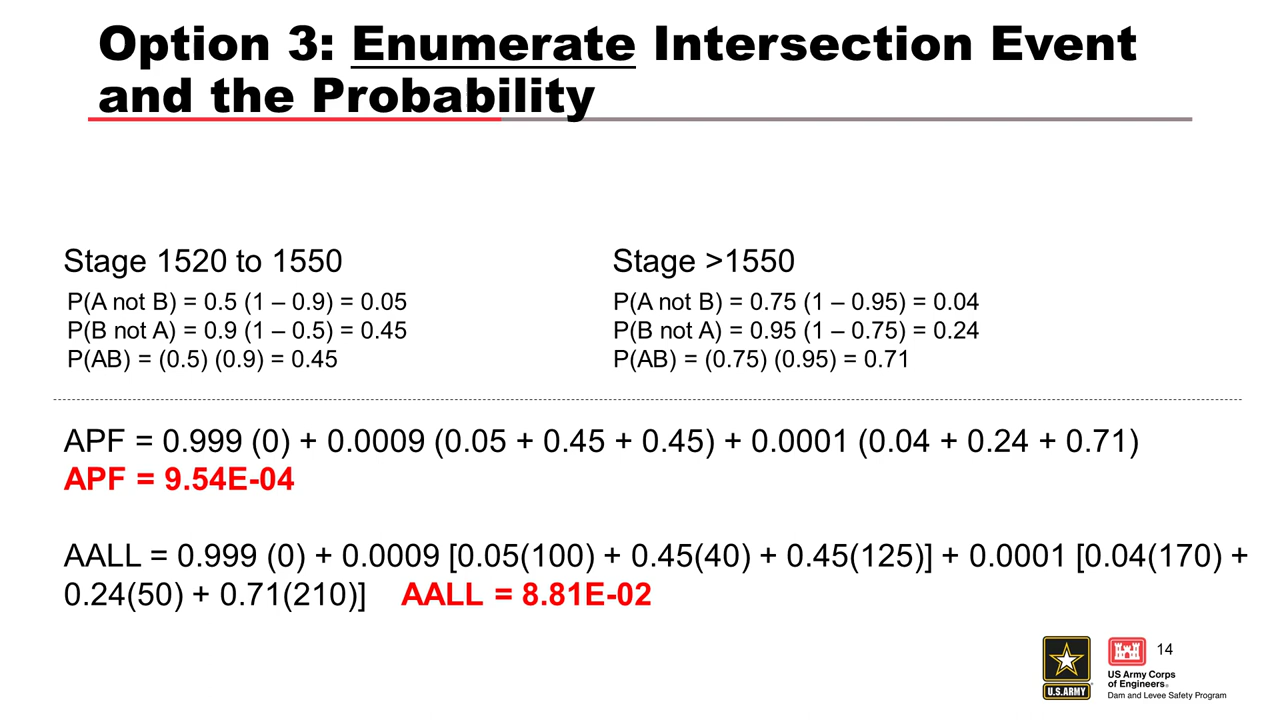 Option 3: Enumerate Intersection Event
and the Probability
Stage 1520 to 1550
P(A not B) = 0.5 (1 – 0.9) = 0.05
P(B not A) = 0.9 (1 – 0.5) = 0.45
P(AB) = (0.5) (0.9) = 0.45
Stage >1550
P(A not B) = 0.75 (1 – 0.95) = 0.04
P(B not A) = 0.95 (1 – 0.75) = 0.24
P(AB) = (0.75) (0.95) = 0.71
APF = 0.999 (0) + 0.0009 (0.05 + 0.45 + 0.45) + 0.0001 (0.04 + 0.24 + 0.71)
APF = 9.54E-04
AALL = 0.999 (0) + 0.0009 [0.05(100) + 0.45(40) + 0.45(125)] + 0.0001 [0.04(170) +
0.24(50) + 0.71(210)] AALL = 8.81E-02
U.S.ARMY
US Army Corps
of Engineers®
Dam and Levee Safety Program
14